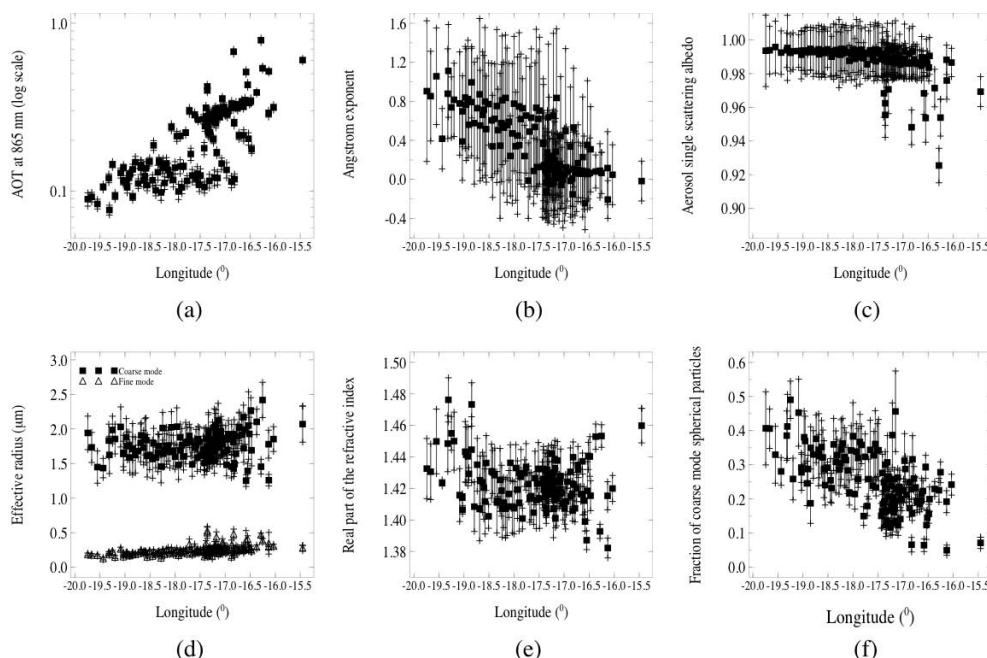 AOT at 865 nm (log scale)
1.0
0.1
-20.0 -19.5 -19.0 -18.5 -18.0 -17.5 -17.0 -16.5 -16.0 -15.5
Longitude (⁰)
(a)
Angstrom exponent
1.6
1.2
0.8
0.4
0.0
-0.4
-20.0 -19.5 -19.0 -18.5 -18.0 -17.5 -17.0 -16.5 -16.0 -15.5
Longitude (⁰)
(b)
Aerosol single scattering albedo
1.00
0.98
0.96
0.94
0.92
0.90
-20.0 -19.5 -19.0 -18.5 -18.0 -17.5 -17.0 -16.5 -16.0 -15.5
Longitude (⁰)
(c)
Effective radius (μm)
3.0
2.5
2.0
1.5
1.0
0.5
0.0
Coarse mode
Fine mode
-20.0 -19.5 -19.0 -18.5 -18.0 -17.5 -17.0 -16.5 -16.0 -15.5
Longitude (⁰)
(d)
Real part of the refractive index
1.50
1.48
1.46
1.44
1.42
1.40
1.38
-20.0 -19.5 -19.0 -18.5 -18.0 -17.5 -17.0 -16.5 -16.0 -15.5
Longitude (⁰)
(e)
Fraction of coarse mode spherical particles
0.6
0.5
0.4
0.3
0.2
0.1
0.0
-20.0 -19.5 -19.0 -18.5 -18.0 -17.5 -17.0 -16.5 -16.0 -15.5
Longitude (⁰)
(f)